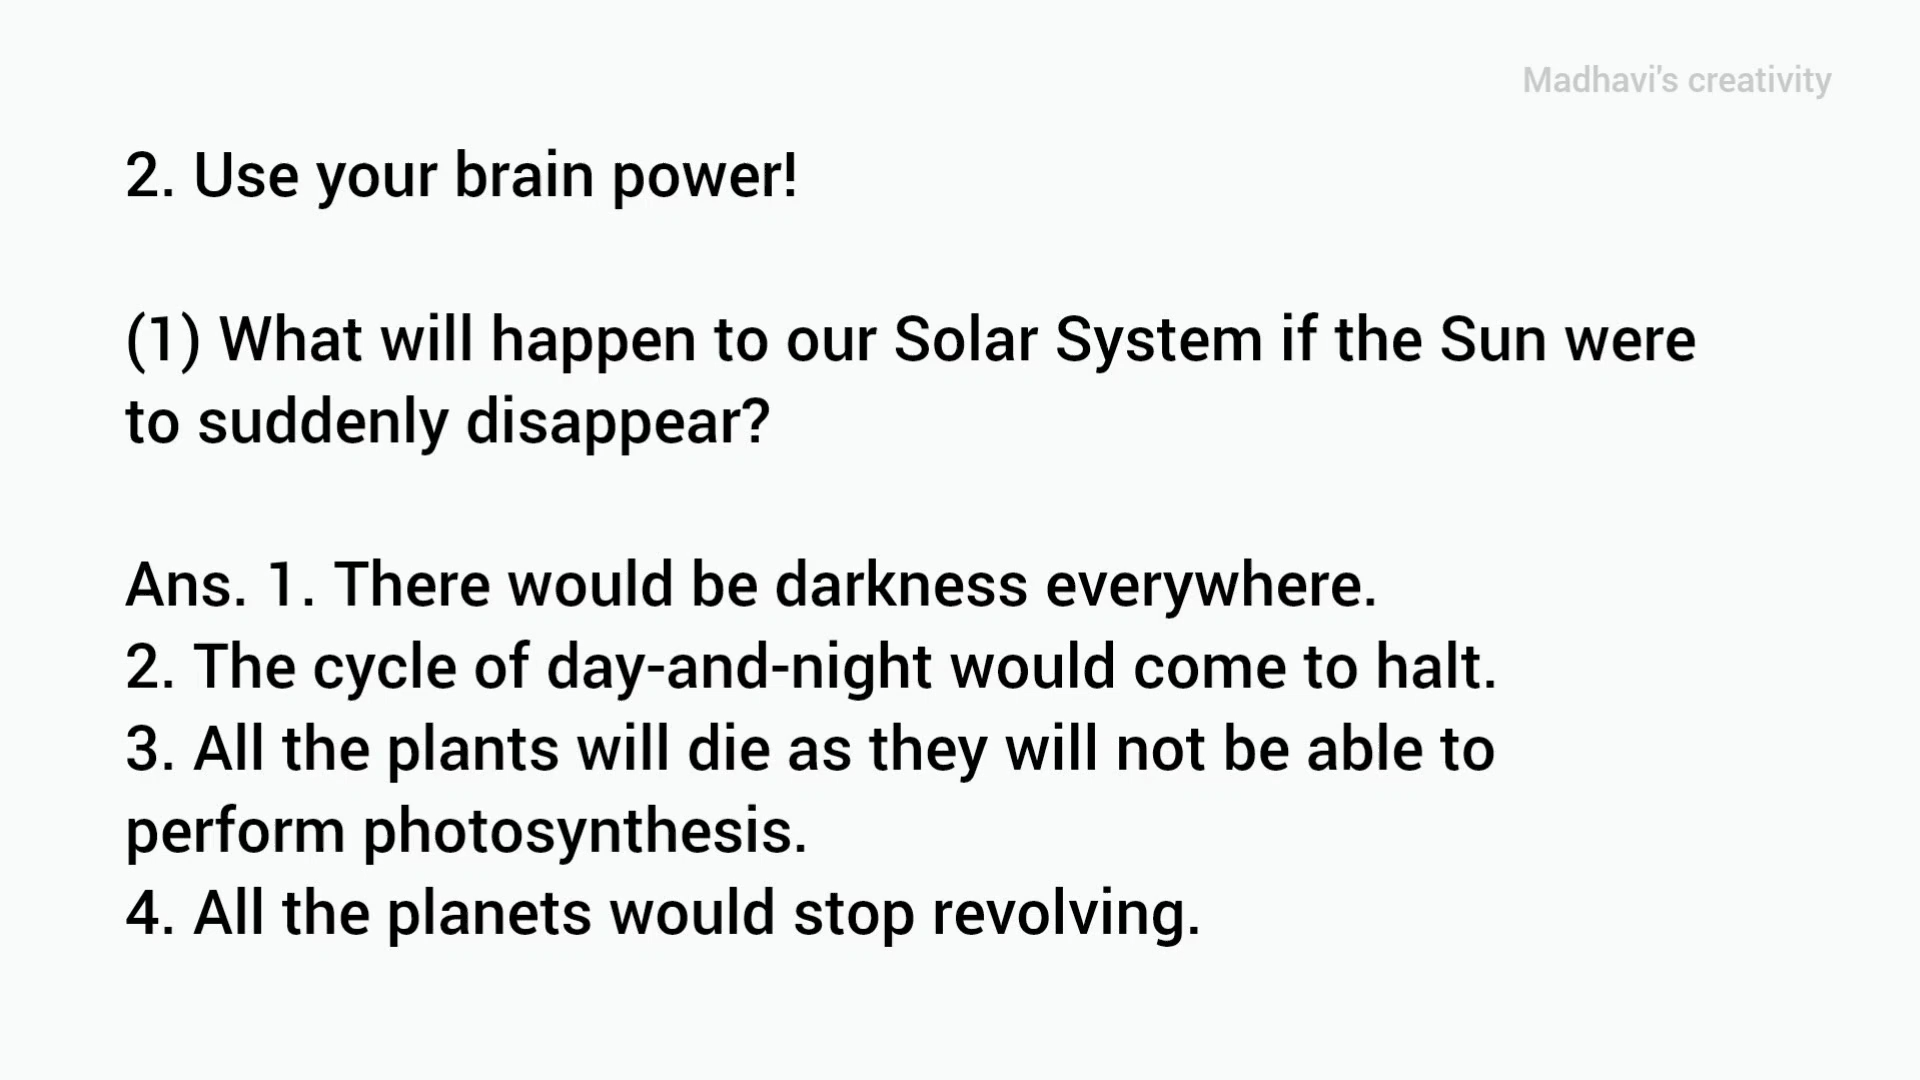 Madhavi's creativity
2. Use your brain power!
(1) What will happen to our Solar System if the Sun were
to suddenly disappear?
Ans. 1. There would be darkness everywhere.
2. The cycle of day-and-night would come to halt.
3. All the plants will die as they will not be able to
perform photosynthesis.
4. All the planets would stop revolving.